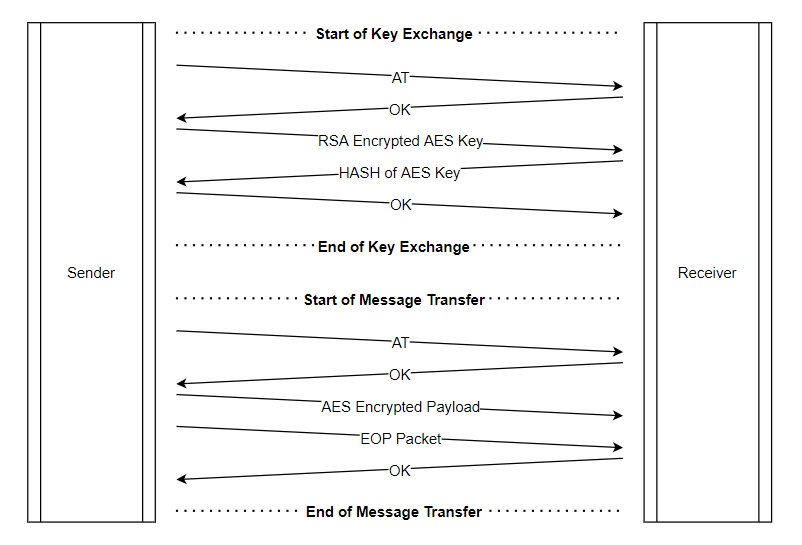 Start of Key Exchange
AT
OK
RSA Encrypted AES Key
HASH of AES Key
OK
End of Key Exchange
Sender
Receiver
Start of Message Transfer
AT
OK
AES Encrypted Payload
EOP Packet
OK
End of Message Transfer